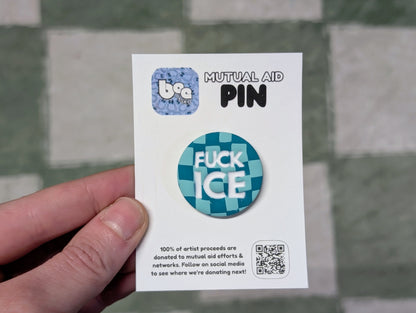 boa
MUTUAL AID
PIN
FUCK
ICE
100% of artist proceeds are
donated to mutual aid efforts &
networks. Follow on social media
to see where we're donating next!